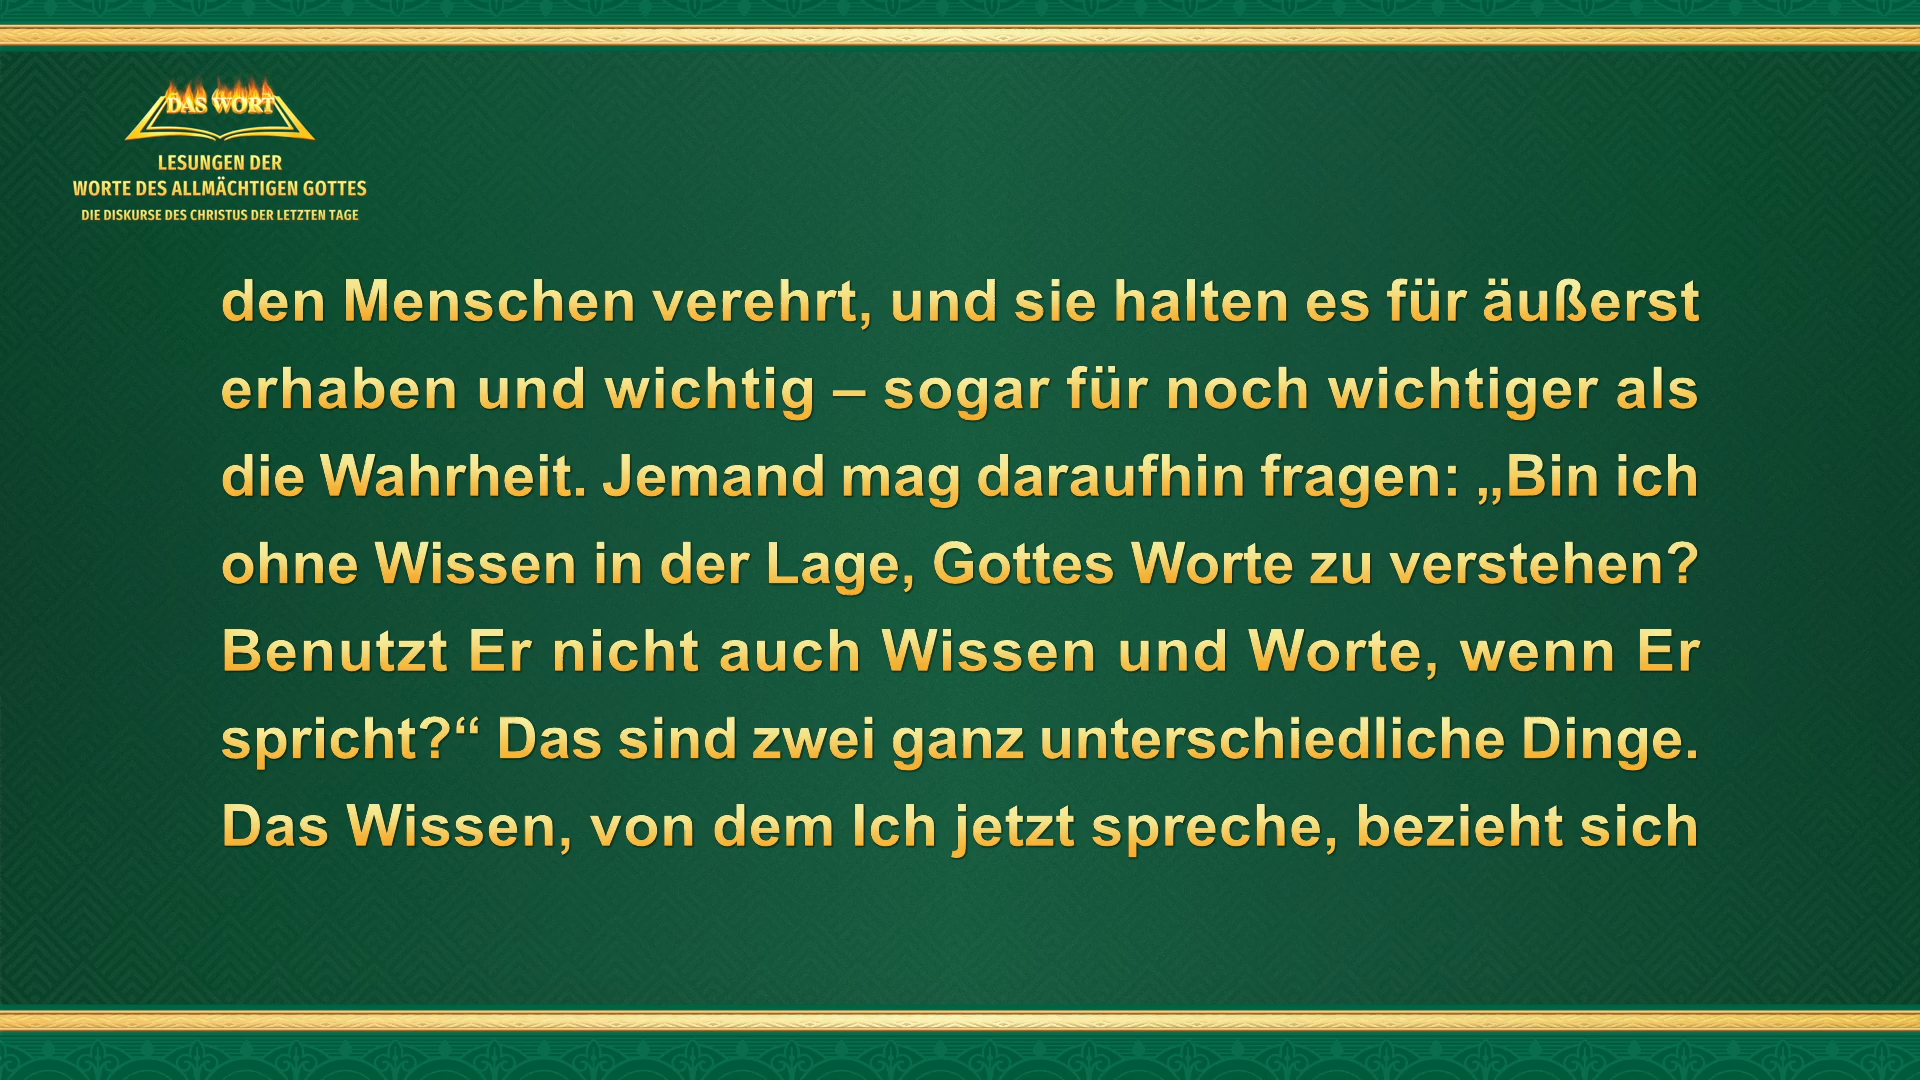 DAS WORT
LESUNGEN DER
WORTE DES ALLMÄCHTIGEN GOTTES
DIE DISKURSE DES CHRISTUS DER LETZTEN TAGE
den Menschen verehrt, und sie halten es für äußerst
erhaben und wichtig – sogar für noch wichtiger als
die Wahrheit. Jemand mag daraufhin fragen: „Bin ich
ohne Wissen in der Lage, Gottes Worte zu verstehen?
Benutzt Er nicht auch Wissen und Worte, wenn Er
spricht?“ Das sind zwei ganz unterschiedliche Dinge.
Das Wissen, von dem Ich jetzt spreche, bezieht sich